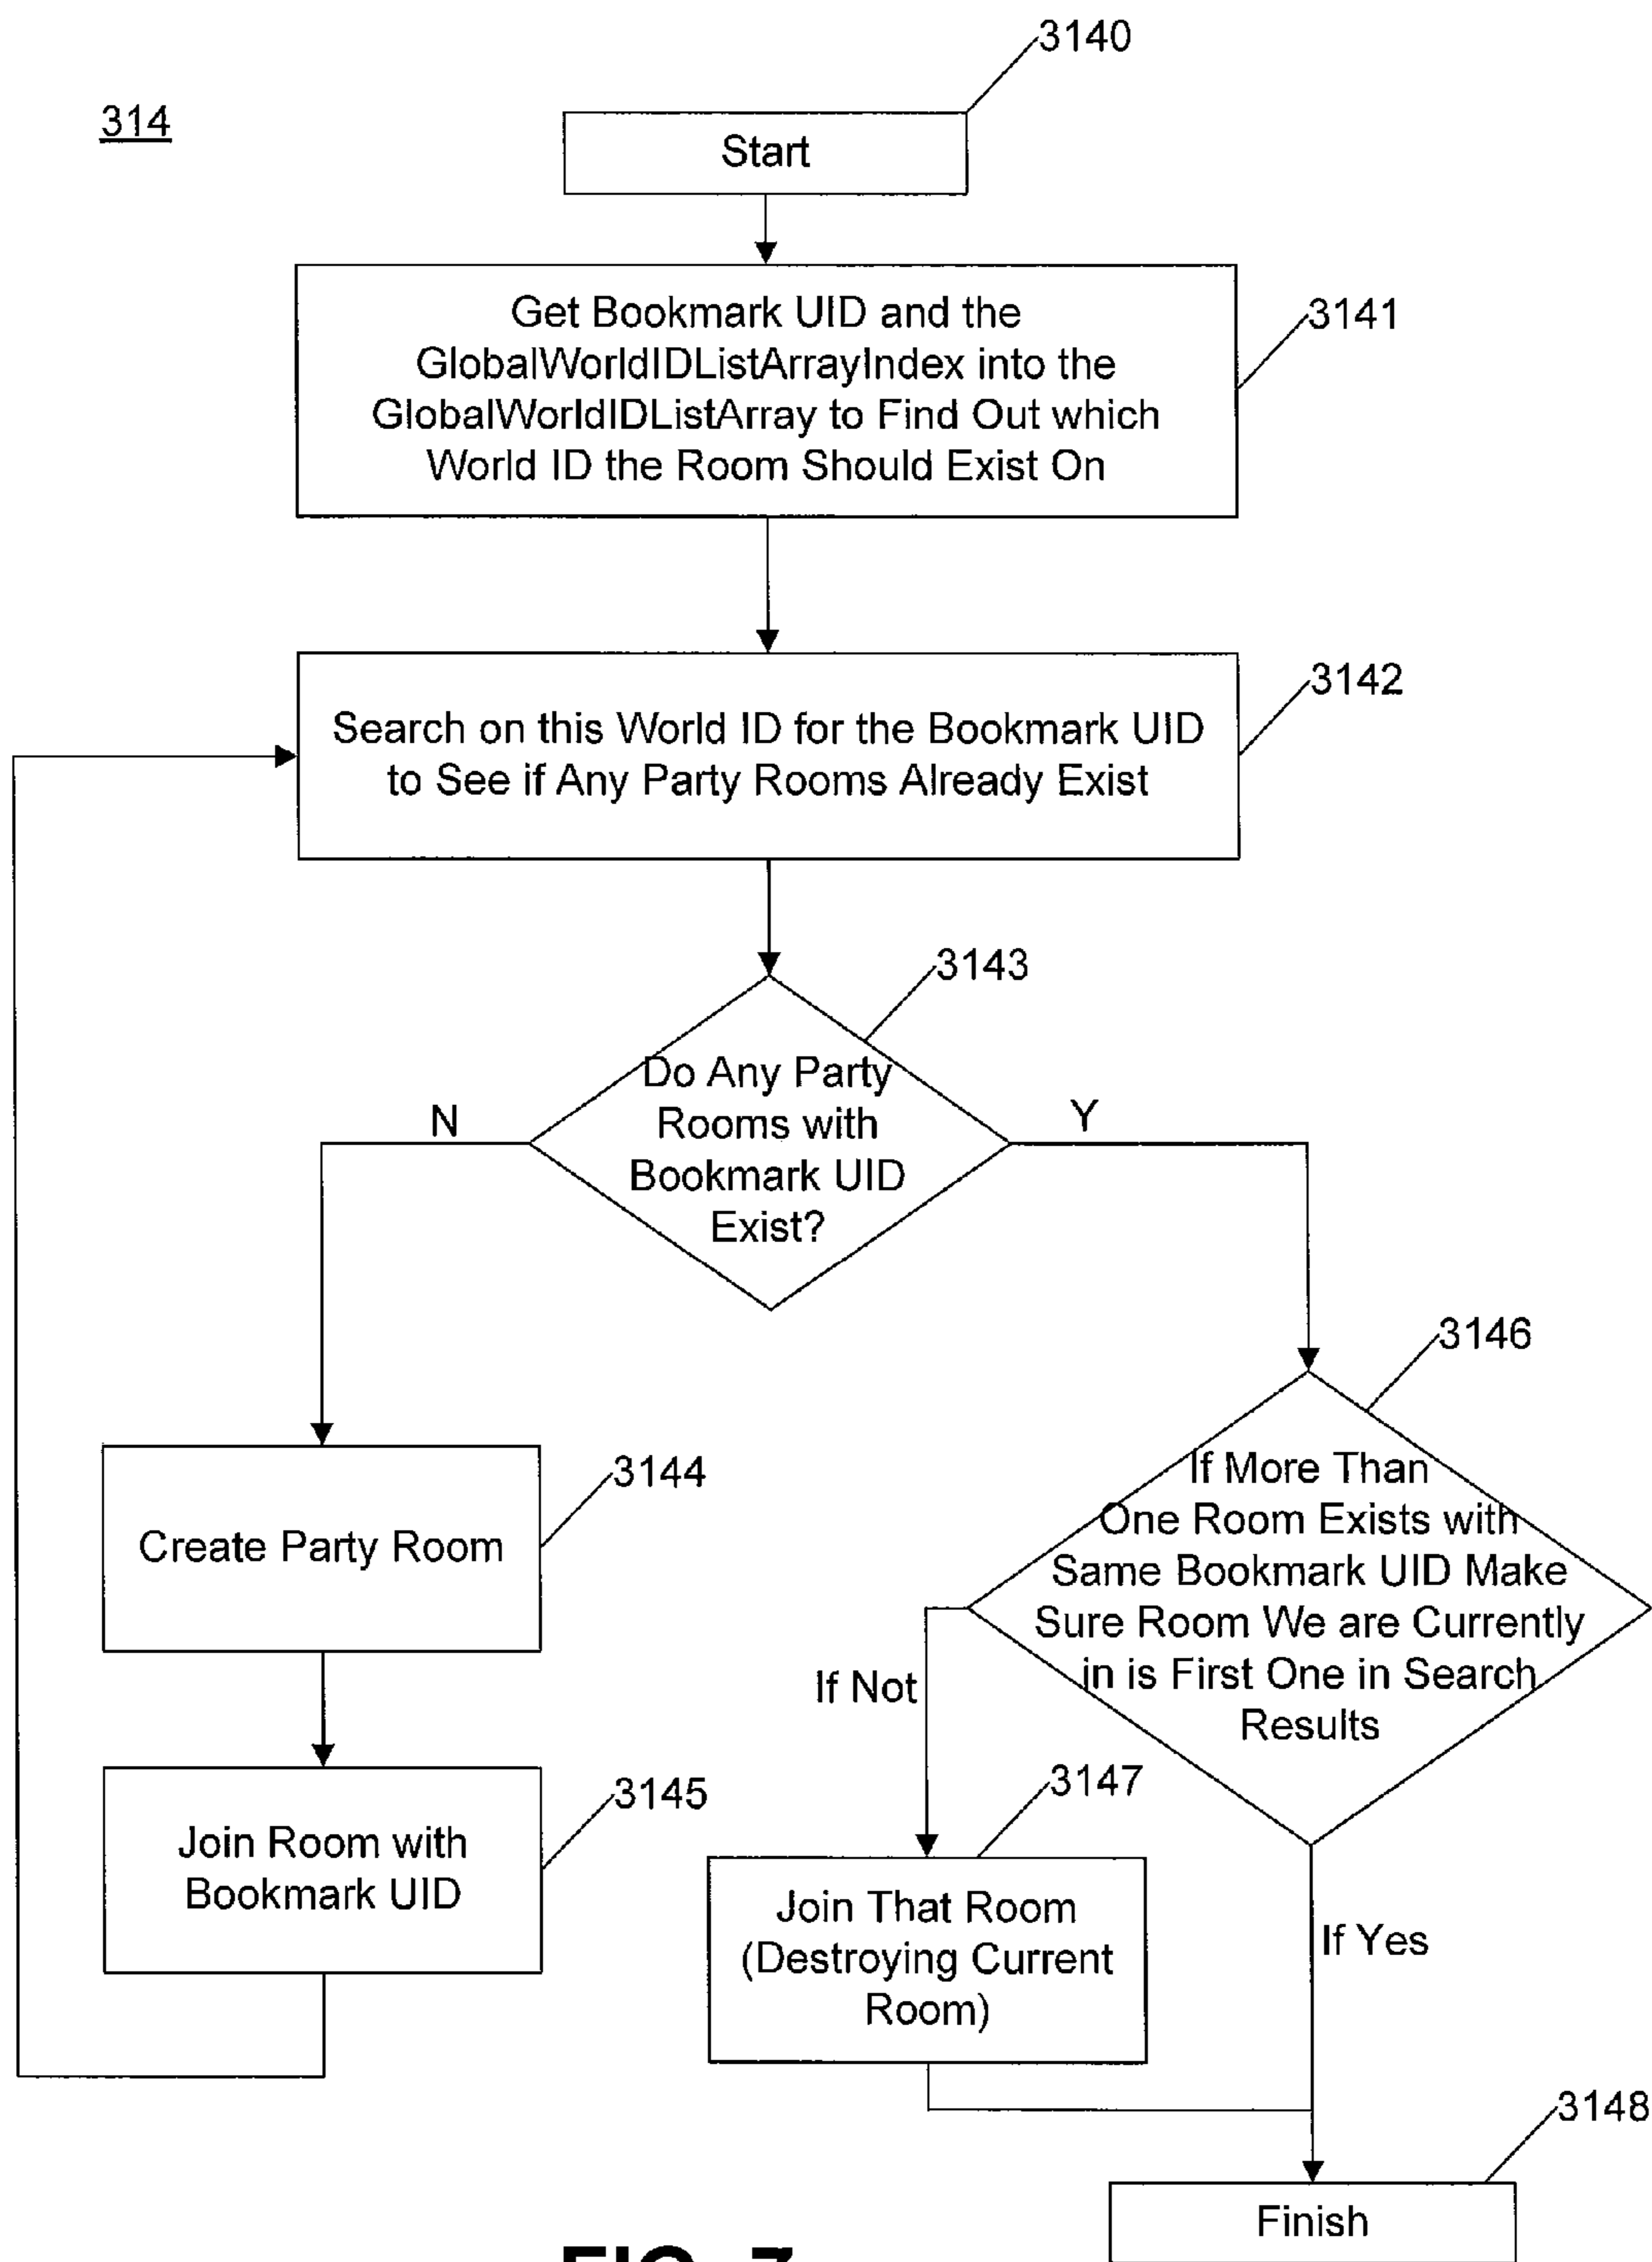 3140
314
Start
Get Bookmark UID and the
GlobalWorldIDListArrayIndex into the
GlobalWorldIDListArray to Find Out which
World ID the Room Should Exist On
3141
3142
Search on this World ID for the Bookmark UID
to See if Any Party Rooms Already Exist
3143
Do Any Party
Rooms with
Bookmark UID
Exist?
N
Y
3146
If More Than
One Room Exists with
Same Bookmark UID Make
Sure Room We are Currently
in is First One in Search
Results
3144
Create Party Room
If Not
3145
Join Room with
Bookmark UID
3147
Join That Room
(Destroying Current
Room)
If Yes
3148
Finish
FIG. 7